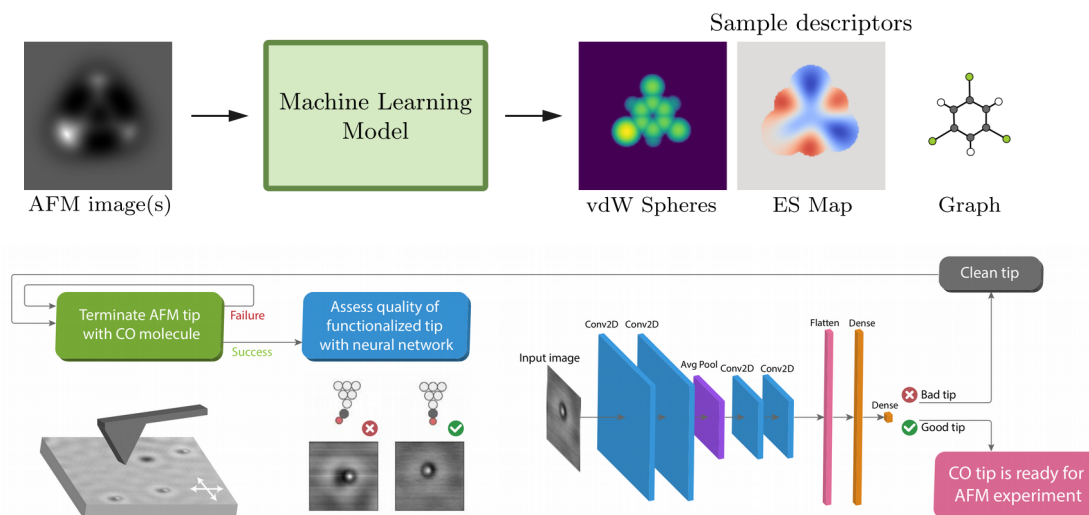 Sample descriptors
Machine Learning
Model
AFM image(s)
vdW Spheres
ES Map
Graph
Clean tip
Terminate AFM tip
with CO molecule
Failure
Success
Assess quality of
functionalized tip
with neural network
Input image
Conv2D
Conv2D
Avg Pool
Conv2D
Conv2D
Flatten
Dense
Dense
Bad tip
Good tip
CO tip is ready for
AFM experiment